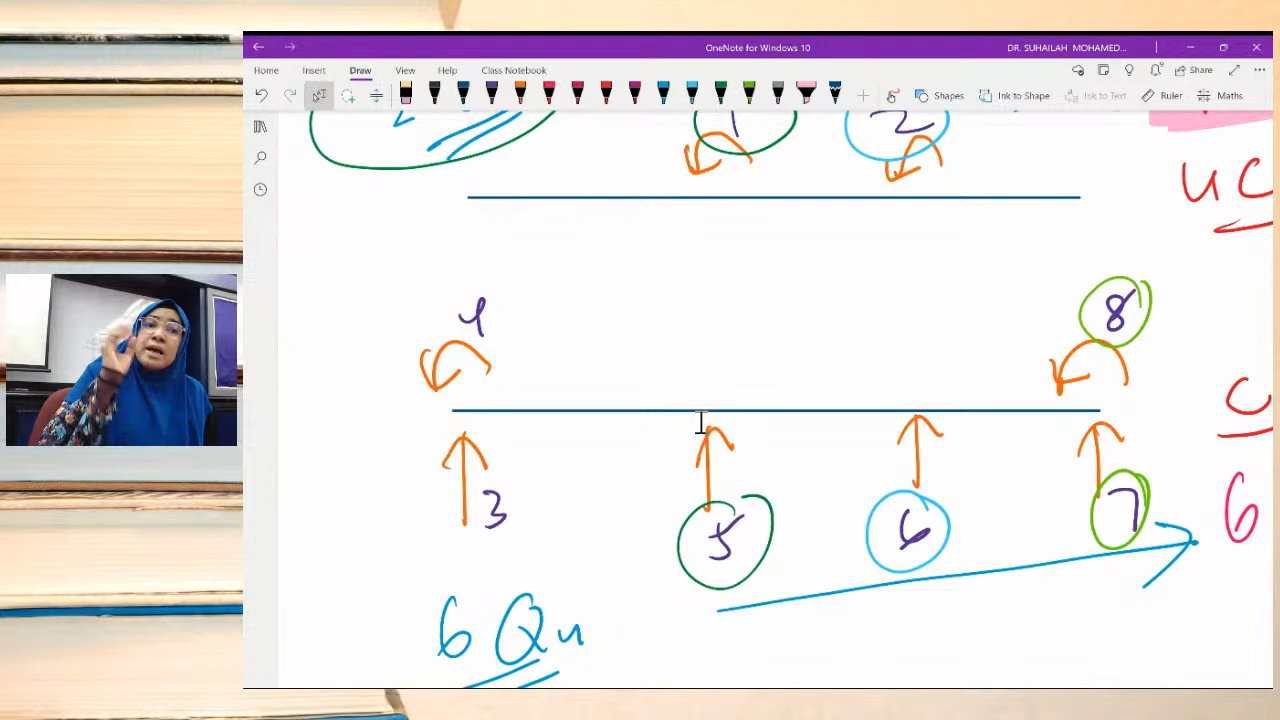 OneNote for Windows 10
DR. SUHAILAH MOHAMED...
Home
Insert
Draw
View
Help
Class Notebook
Share
Shapes
Ink to Shape
Ink to Text
Ruler
Maths
1
2
UC
4
8
C
3
5
6
7
6
6 Qu